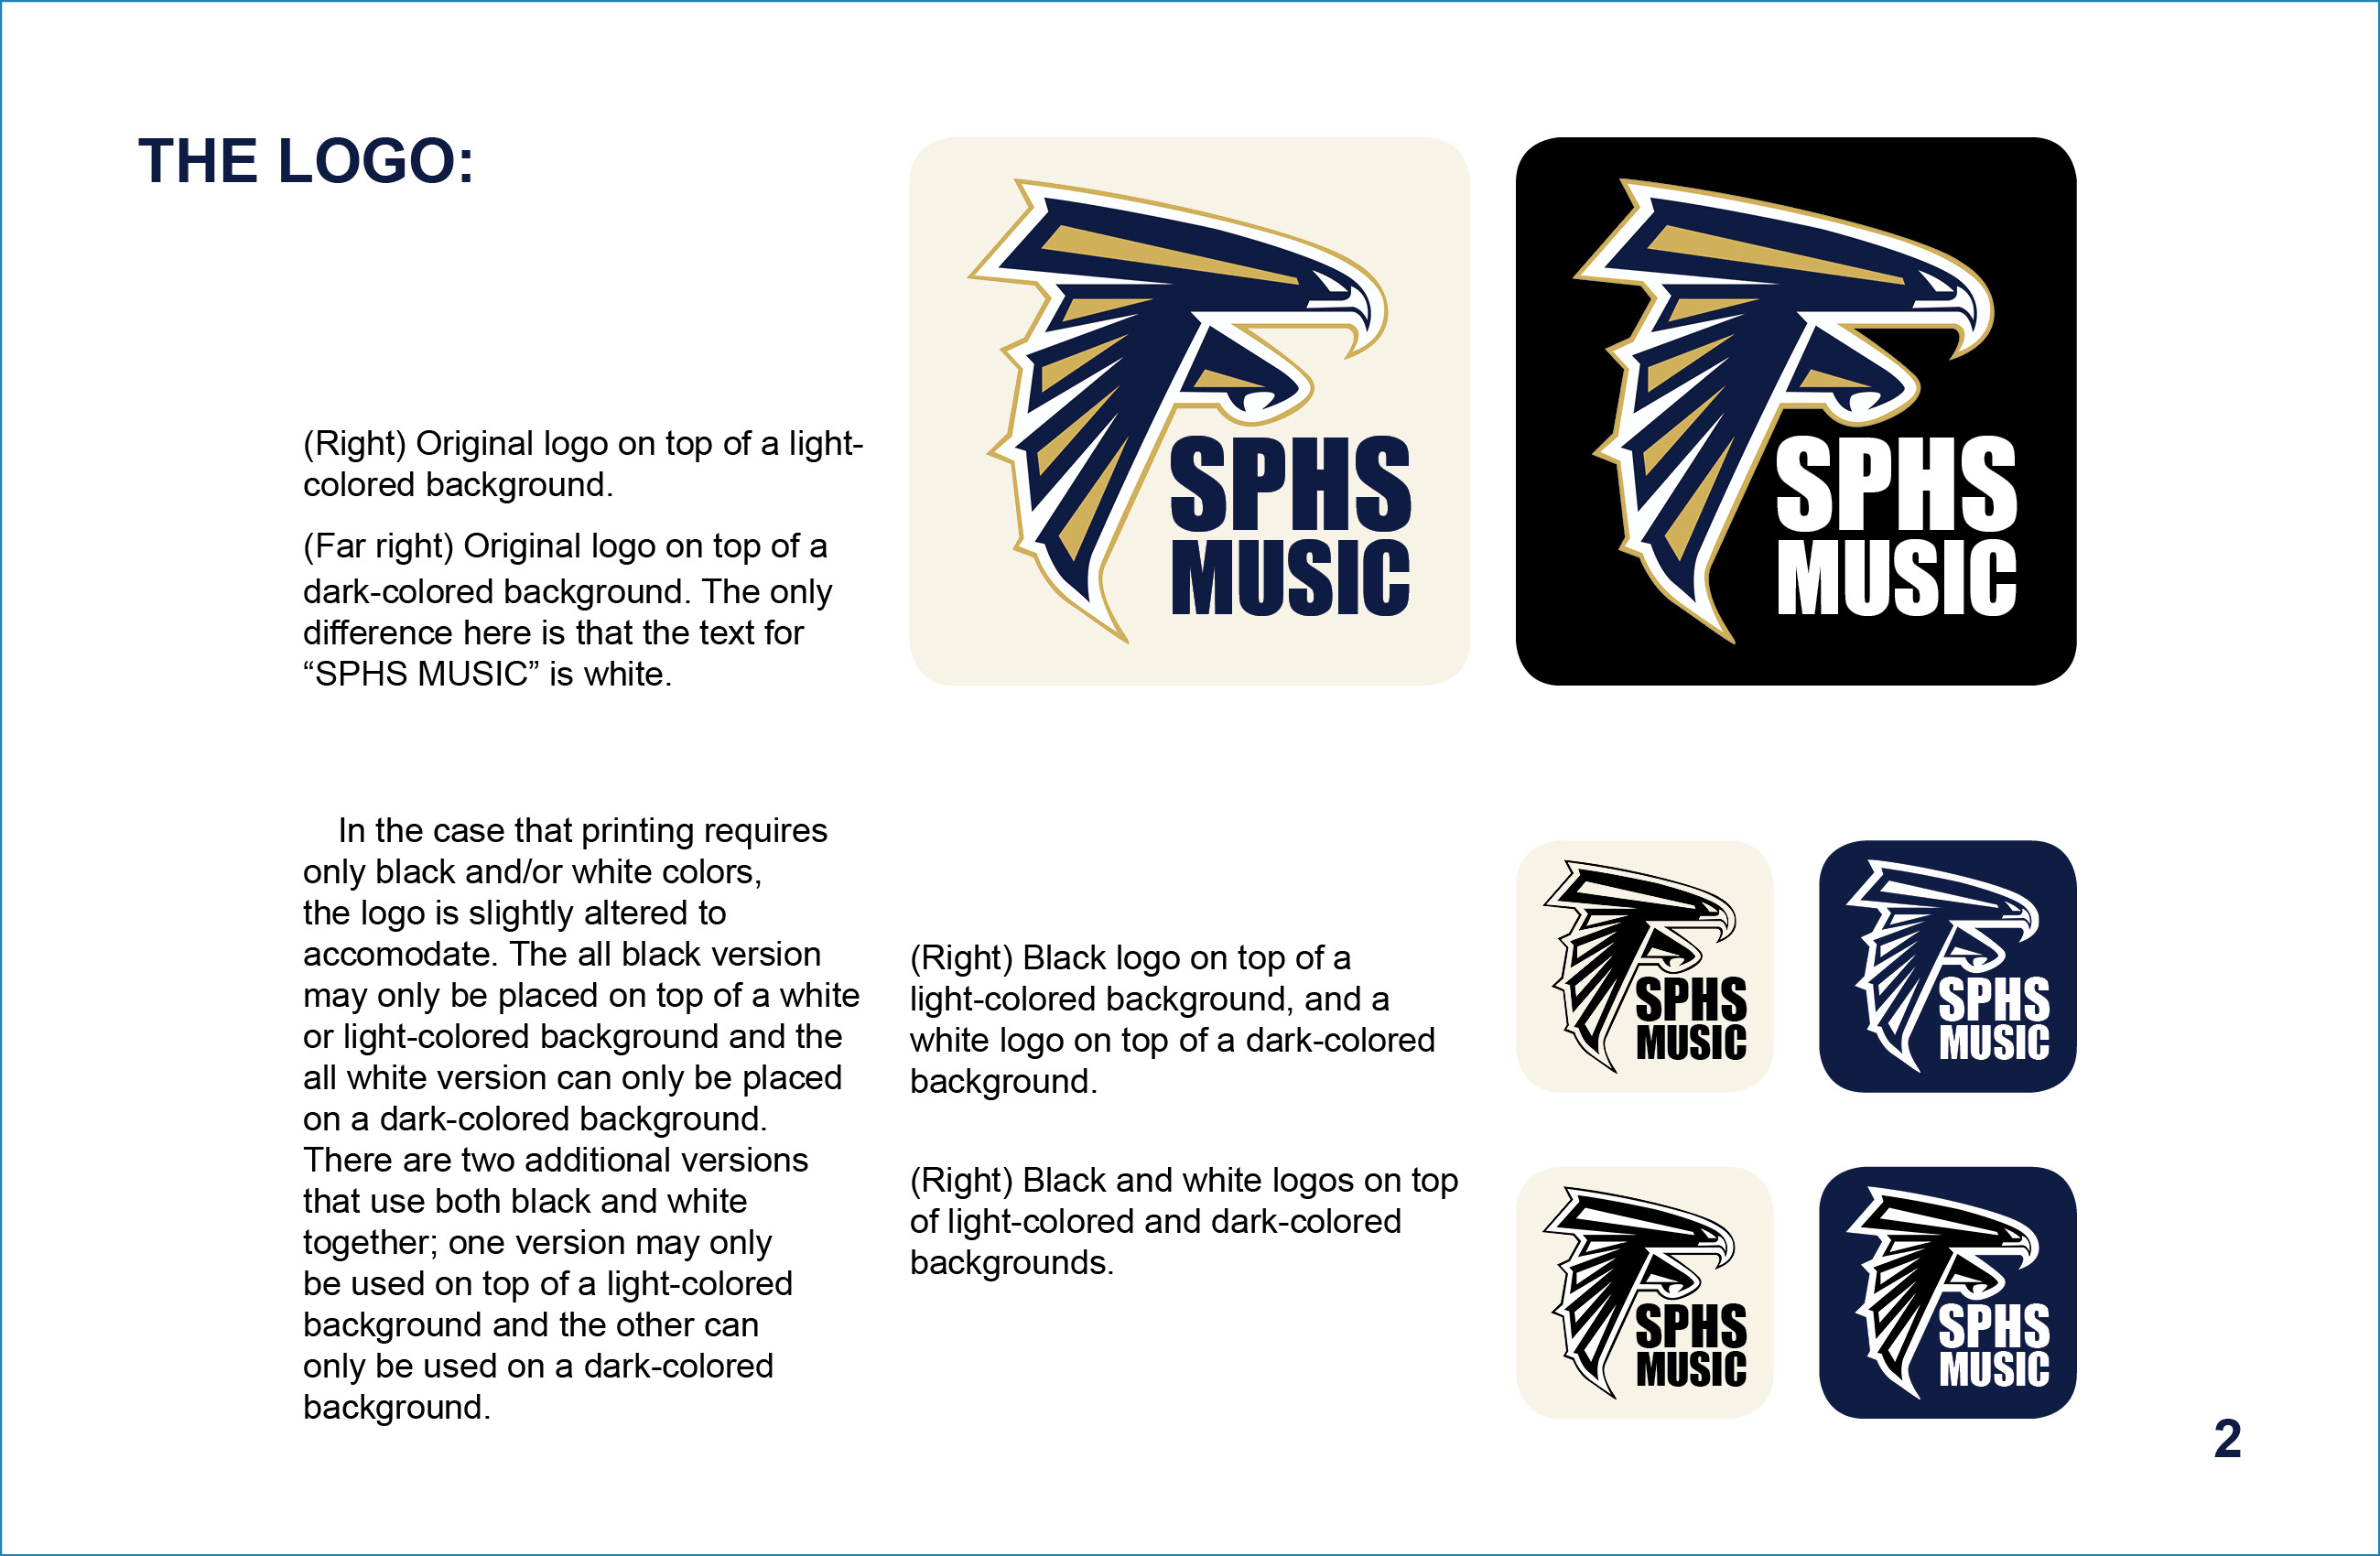 THE LOGO:
(Right) Original logo on top of a light-
colored background.
(Far right) Original logo on top of a
dark-colored background. The only
difference here is that the text for
“SPHS MUSIC” is white.
SPHS
MUSIC
SPHS
MUSIC
In the case that printing requires
only black and/or white colors,
the logo is slightly altered to
accomodate. The all black version
may only be placed on top of a white
or light-colored background and the
all white version can only be placed
on a dark-colored background.
There are two additional versions
that use both black and white
together; one version may only
be used on top of a light-colored
background and the other can
only be used on a dark-colored
background.
(Right) Black logo on top of a
light-colored background, and a
white logo on top of a dark-colored
background.
SPHS
MUSIC
SPHS
MUSIC
(Right) Black and white logos on top
of light-colored and dark-colored
backgrounds.
SPHS
MUSIC
SPHS
MUSIC
2